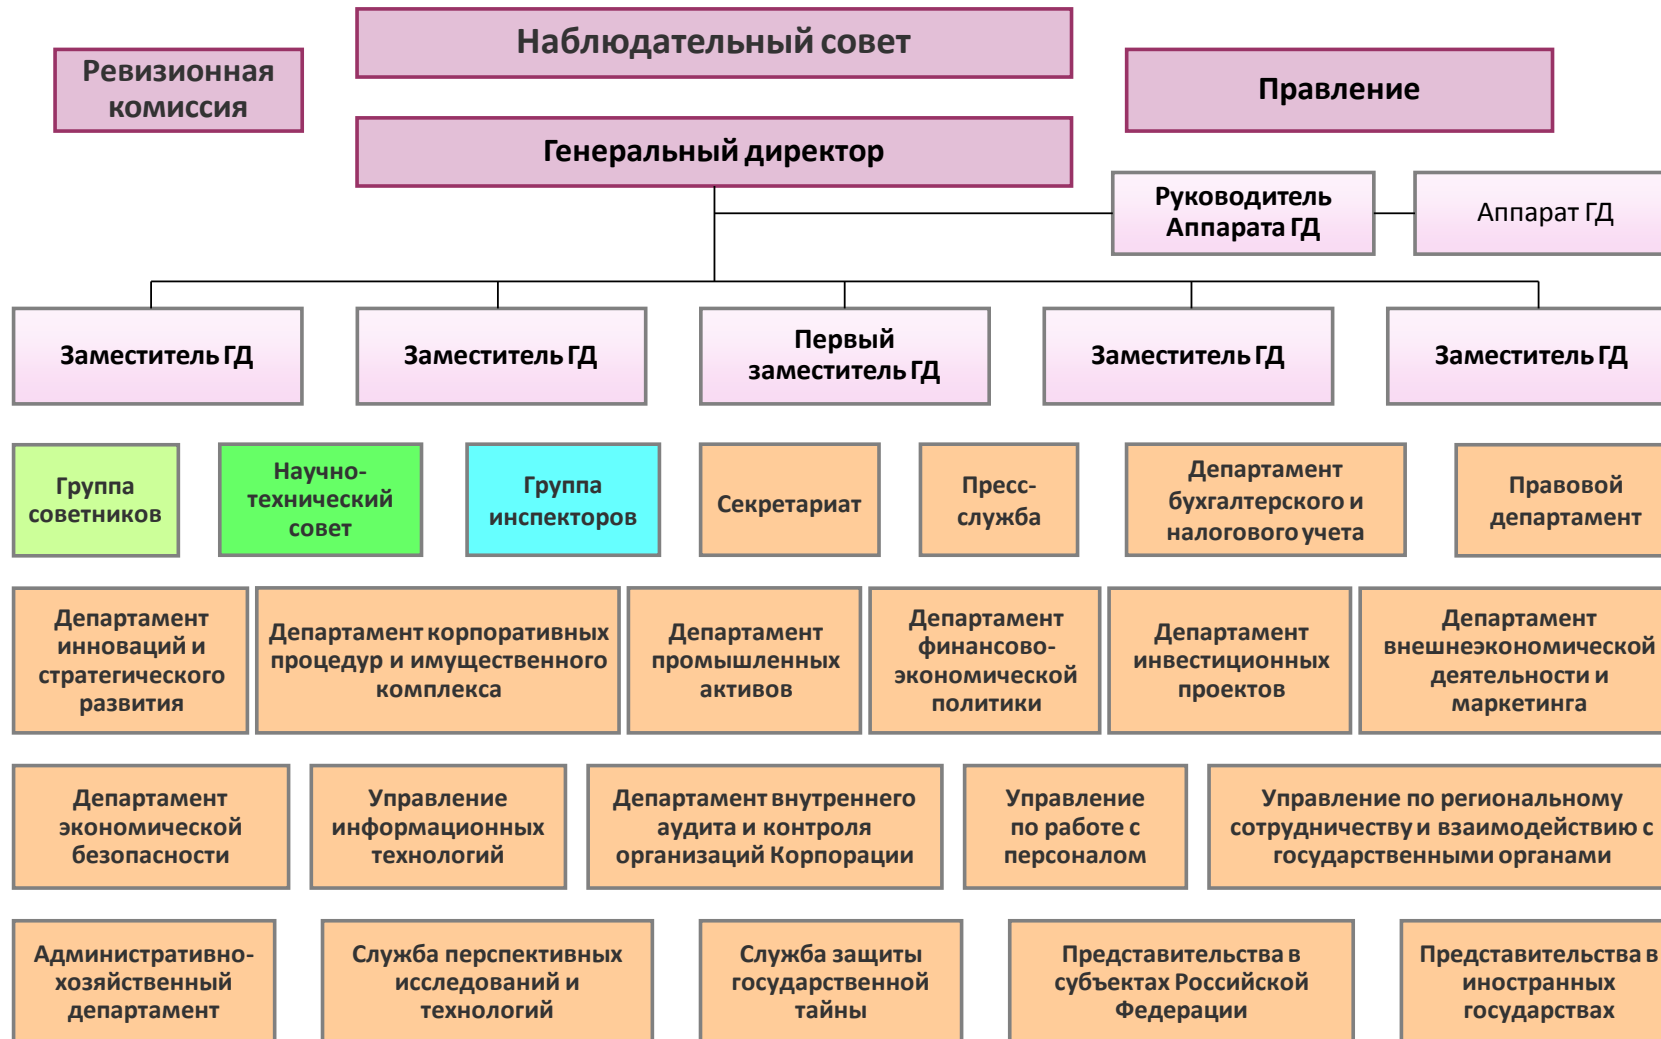 Наблюдательный совет
Ревизионная
комиссия
Правление
Генеральный директор
Руководитель
Аппарата ГД
Аппарат ГД
Заместитель ГД
Заместитель ГД
Первый
заместитель ГД
Заместитель ГД
Заместитель ГД
Группа
советников
Научно-
технический
совет
Группа
инспекторов
Секретариат
Пресс-
служба
Департамент
бухгалтерского и
налогового учета
Правовой
департамент
Департамент
инноваций и
стратегического
развития
Департамент корпоративных
процедур и имущественного
комплекса
Департамент
промышленных
активов
Департамент
финансово-
экономической
политики
Департамент
инвестиционных
проектов
Департамент
внешнеэкономической
деятельности и
маркетинга
Департамент
экономической
безопасности
Управление
информационных
технологий
Департамент внутреннего
аудита и контроля
организаций Корпорации
Управление
по работе с
персоналом
Управление по региональному
сотрудничеству и взаимодействию с
государственными органами
Административно-
хозяйственный
департамент
Служба перспективных
исследований и
технологий
Служба защиты
государственной
тайны
Представительства в
субъектах Российской
Федерации
Представительства в
иностранных
государствах